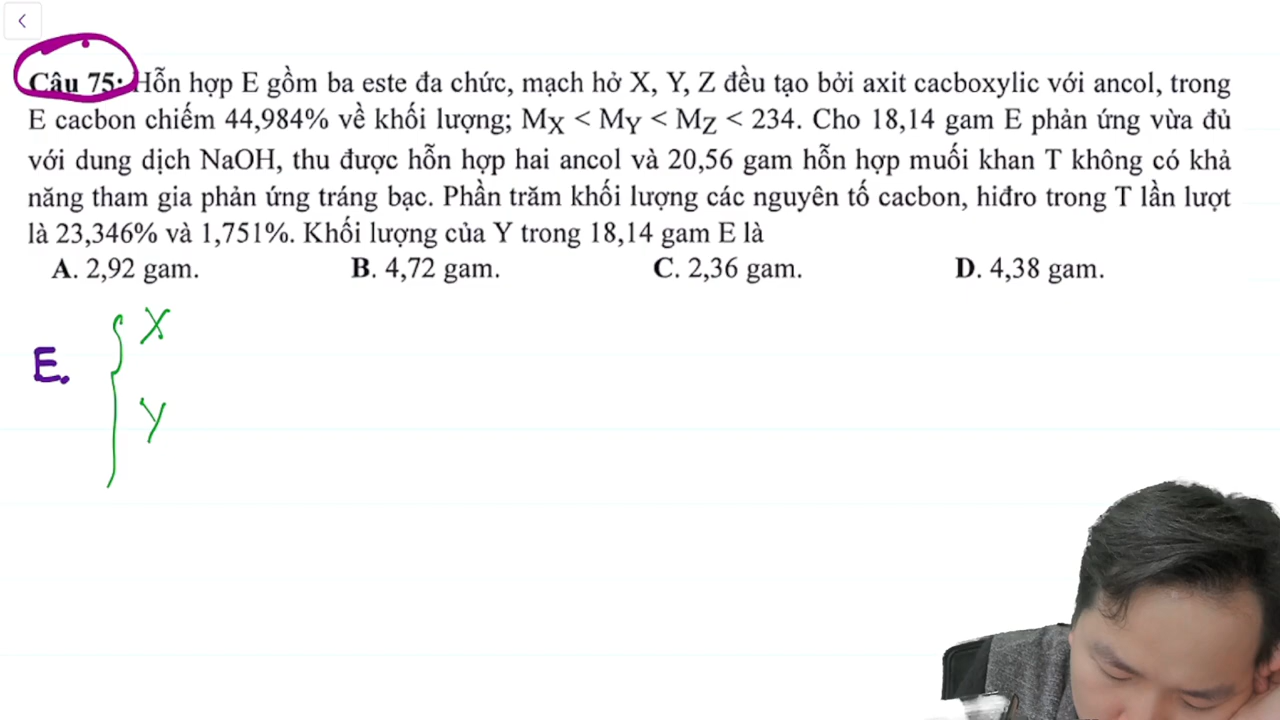 Câu 75: Hỗn hợp E gồm ba este đa chức, mạch hở X, Y, Z đều tạo bởi axit cacboxylic với ancol, trong
E cacbon chiếm 44,984% về khối lượng; MX < MY < MZ < 234. Cho 18,14 gam E phản ứng vừa đủ
với dung dịch NaOH, thu được hỗn hợp hai ancol và 20,56 gam hỗn hợp muối khan T không có khả
năng tham gia phản ứng tráng bạc. Phần trăm khối lượng các nguyên tố cacbon, hiđro trong T lần lượt
là 23,346% và 1,751%. Khối lượng của Y trong 18,14 gam E là
A. 2,92 gam. B. 4,72 gam. C. 2,36 gam. D. 4,38 gam.
X
E.
Y